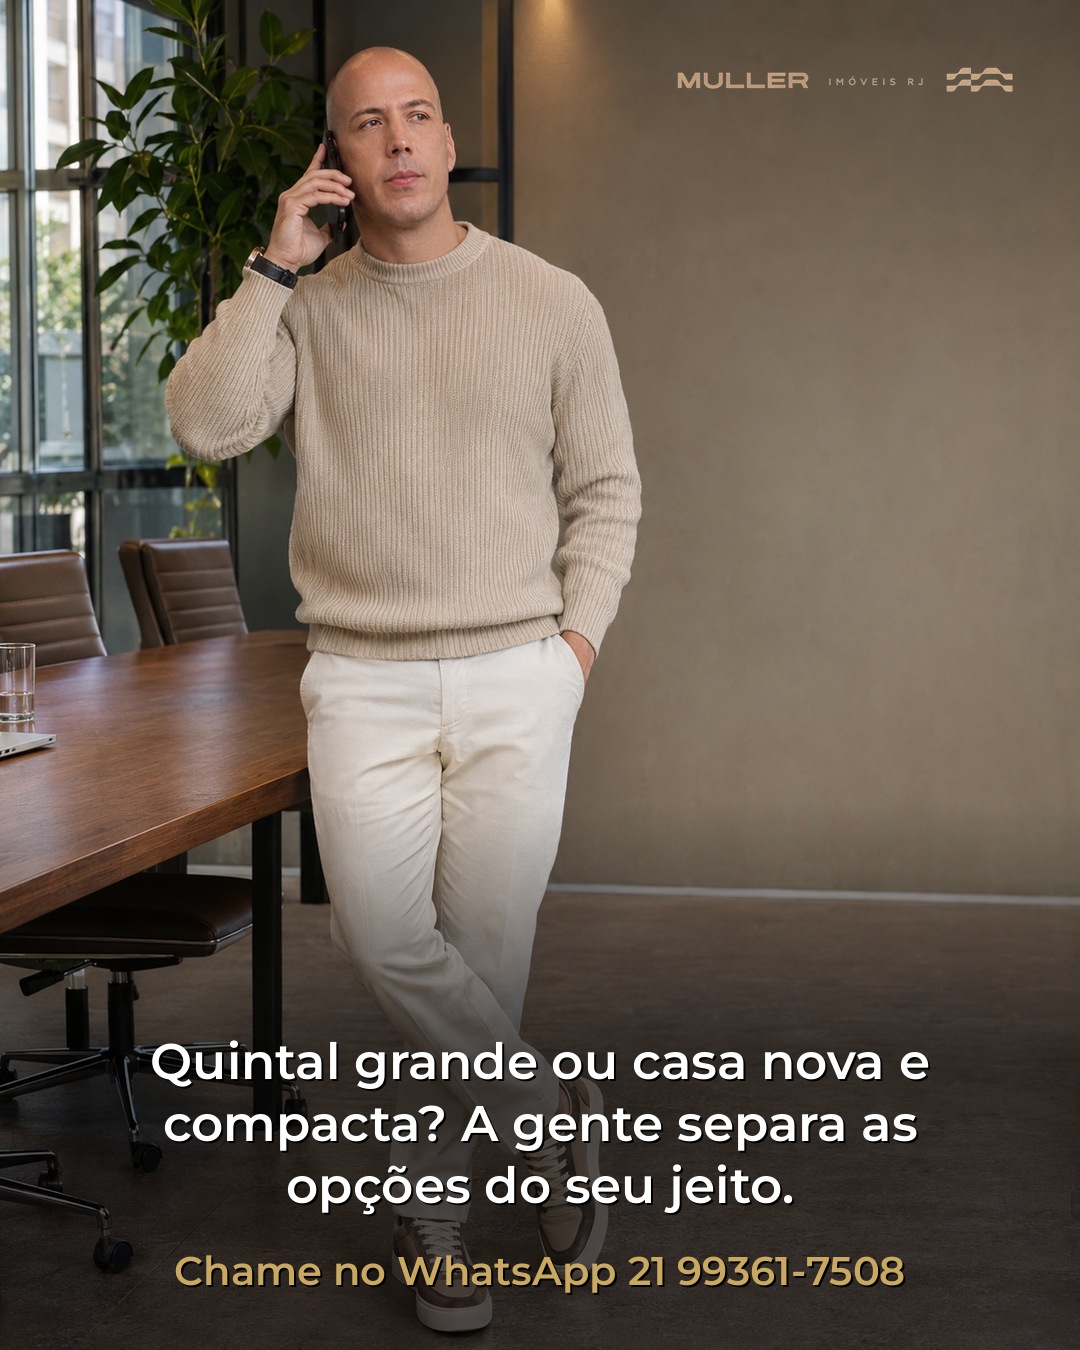 MULLER IMÓVEIS RJ
Quintal grande ou casa nova e
compacta? A gente separa as
opções do seu jeito.
Chame no WhatsApp 21 99361-7508